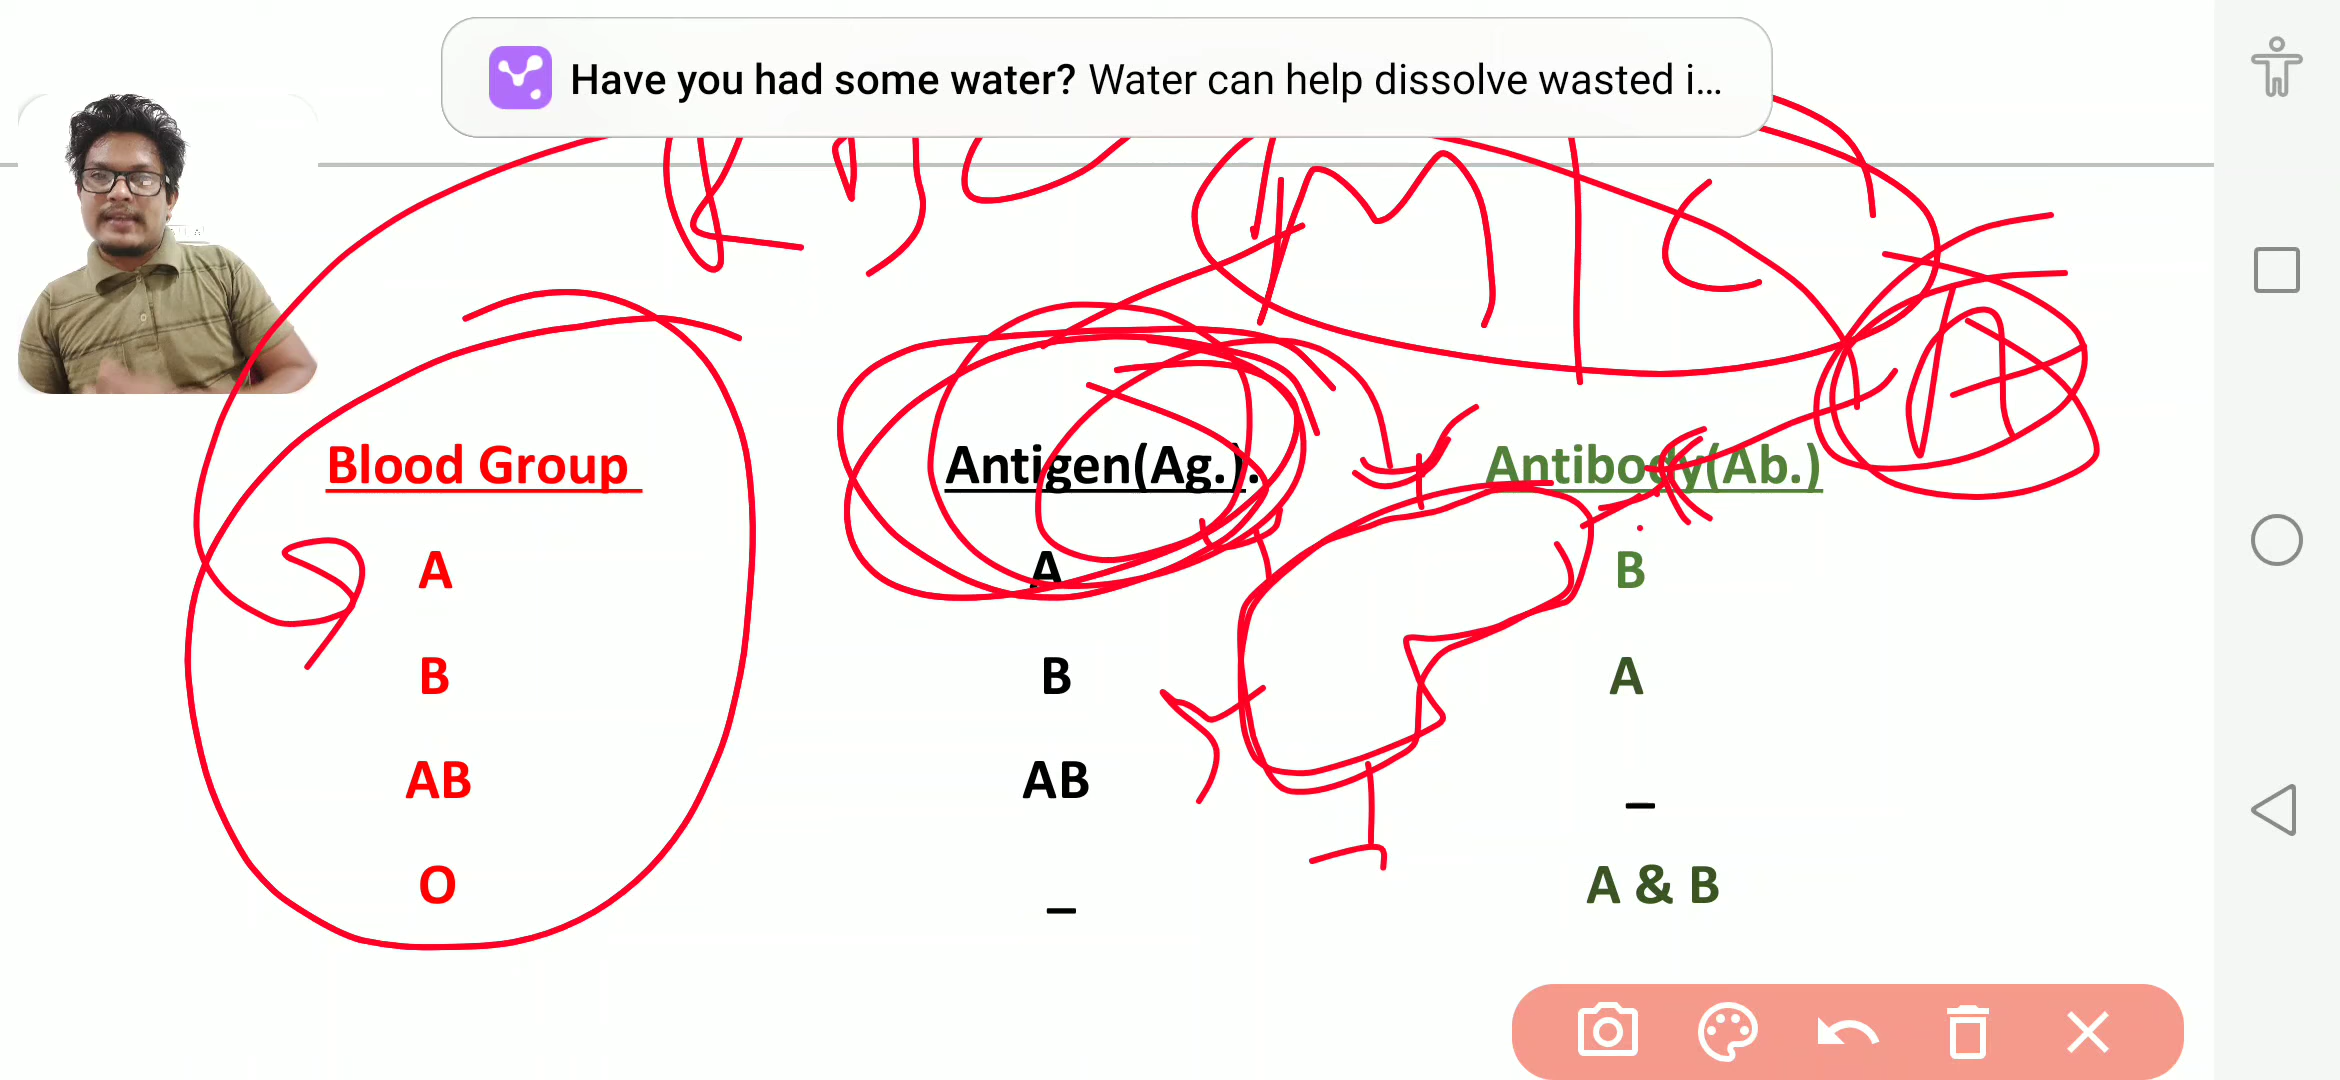 Have you had some water? Water can help dissolve wasted i...
Blood Group Antigen(Ag.). Antibody(Ab.)
A A B
B B A
AB AB –
O – A & B